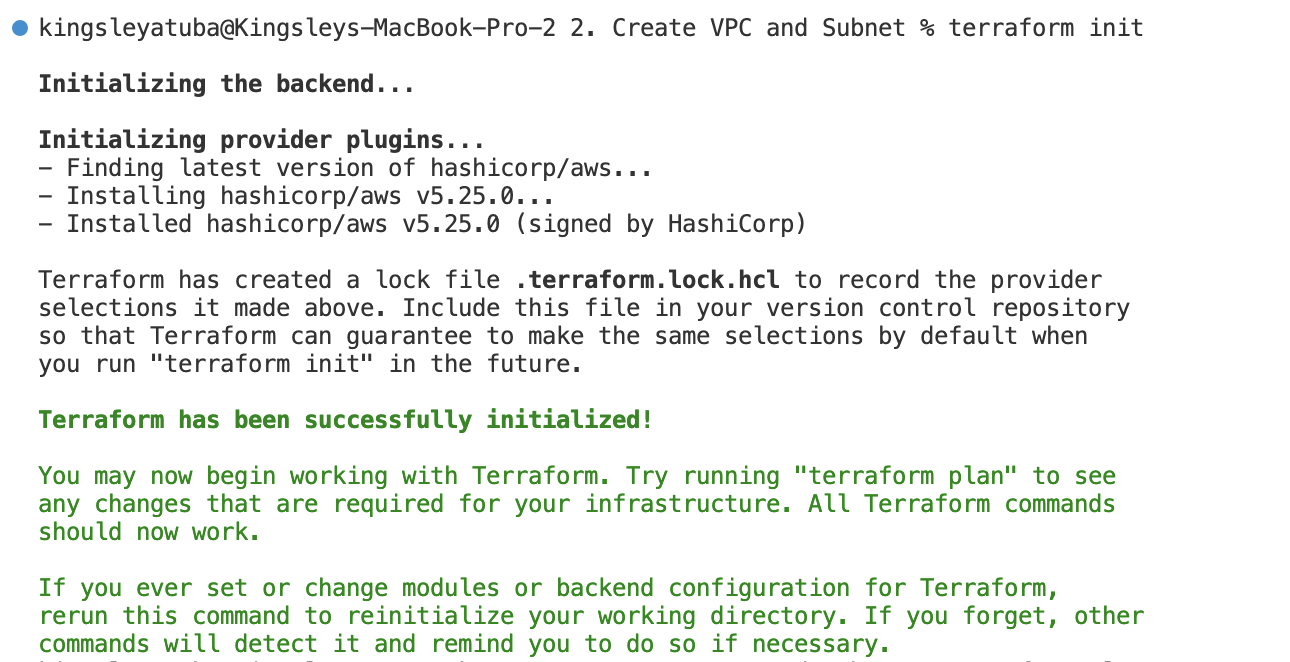 kingsleyatuba@Kingsleys-MacBook-Pro-2 2. Create VPC and Subnet % terraform init
Initializing the backend...
Initializing provider plugins...
- Finding latest version of hashicorp/aws...
- Installing hashicorp/aws v5.25.0...
- Installed hashicorp/aws v5.25.0 (signed by HashiCorp)
Terraform has created a lock file .terraform.lock.hcl to record the provider
selections it made above. Include this file in your version control repository
so that Terraform can guarantee to make the same selections by default when
you run "terraform init" in the future.
Terraform has been successfully initialized!
You may now begin working with Terraform. Try running "terraform plan" to see
any changes that are required for your infrastructure. All Terraform commands
should now work.
If you ever set or change modules or backend configuration for Terraform,
rerun this command to reinitialize your working directory. If you forget, other
commands will detect it and remind you to do so if necessary.